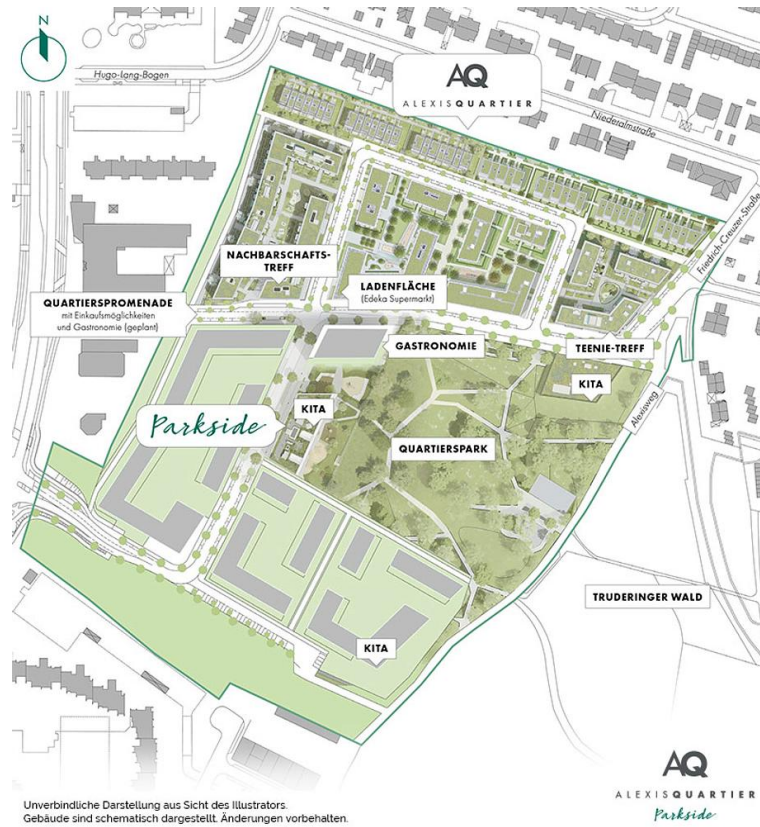 N
Hugo-Lang-Bogen
AQ
ALEXISQUARTIER
Niederalmstraße
Friedrich-Creuzer-Straße
NACHBARSCHAFTS-
TREFF
LADENFLÄCHE
(Edeka Supermarkt)
QUARTIERSPROMENADE
mit Einkaufsmöglichkeiten
und Gastronomie (geplant)
GASTRONOMIE
TEENIE-TREFF
KITA
Alexisweg
KITA
Parkside
QUARTIERSPARK
TRUDERINGER WALD
KITA
AQ
ALEXISQUARTIER
Parkside
Unverbindliche Darstellung aus Sicht des Illustrators.
Gebäude sind schematisch dargestellt. Änderungen vorbehalten.